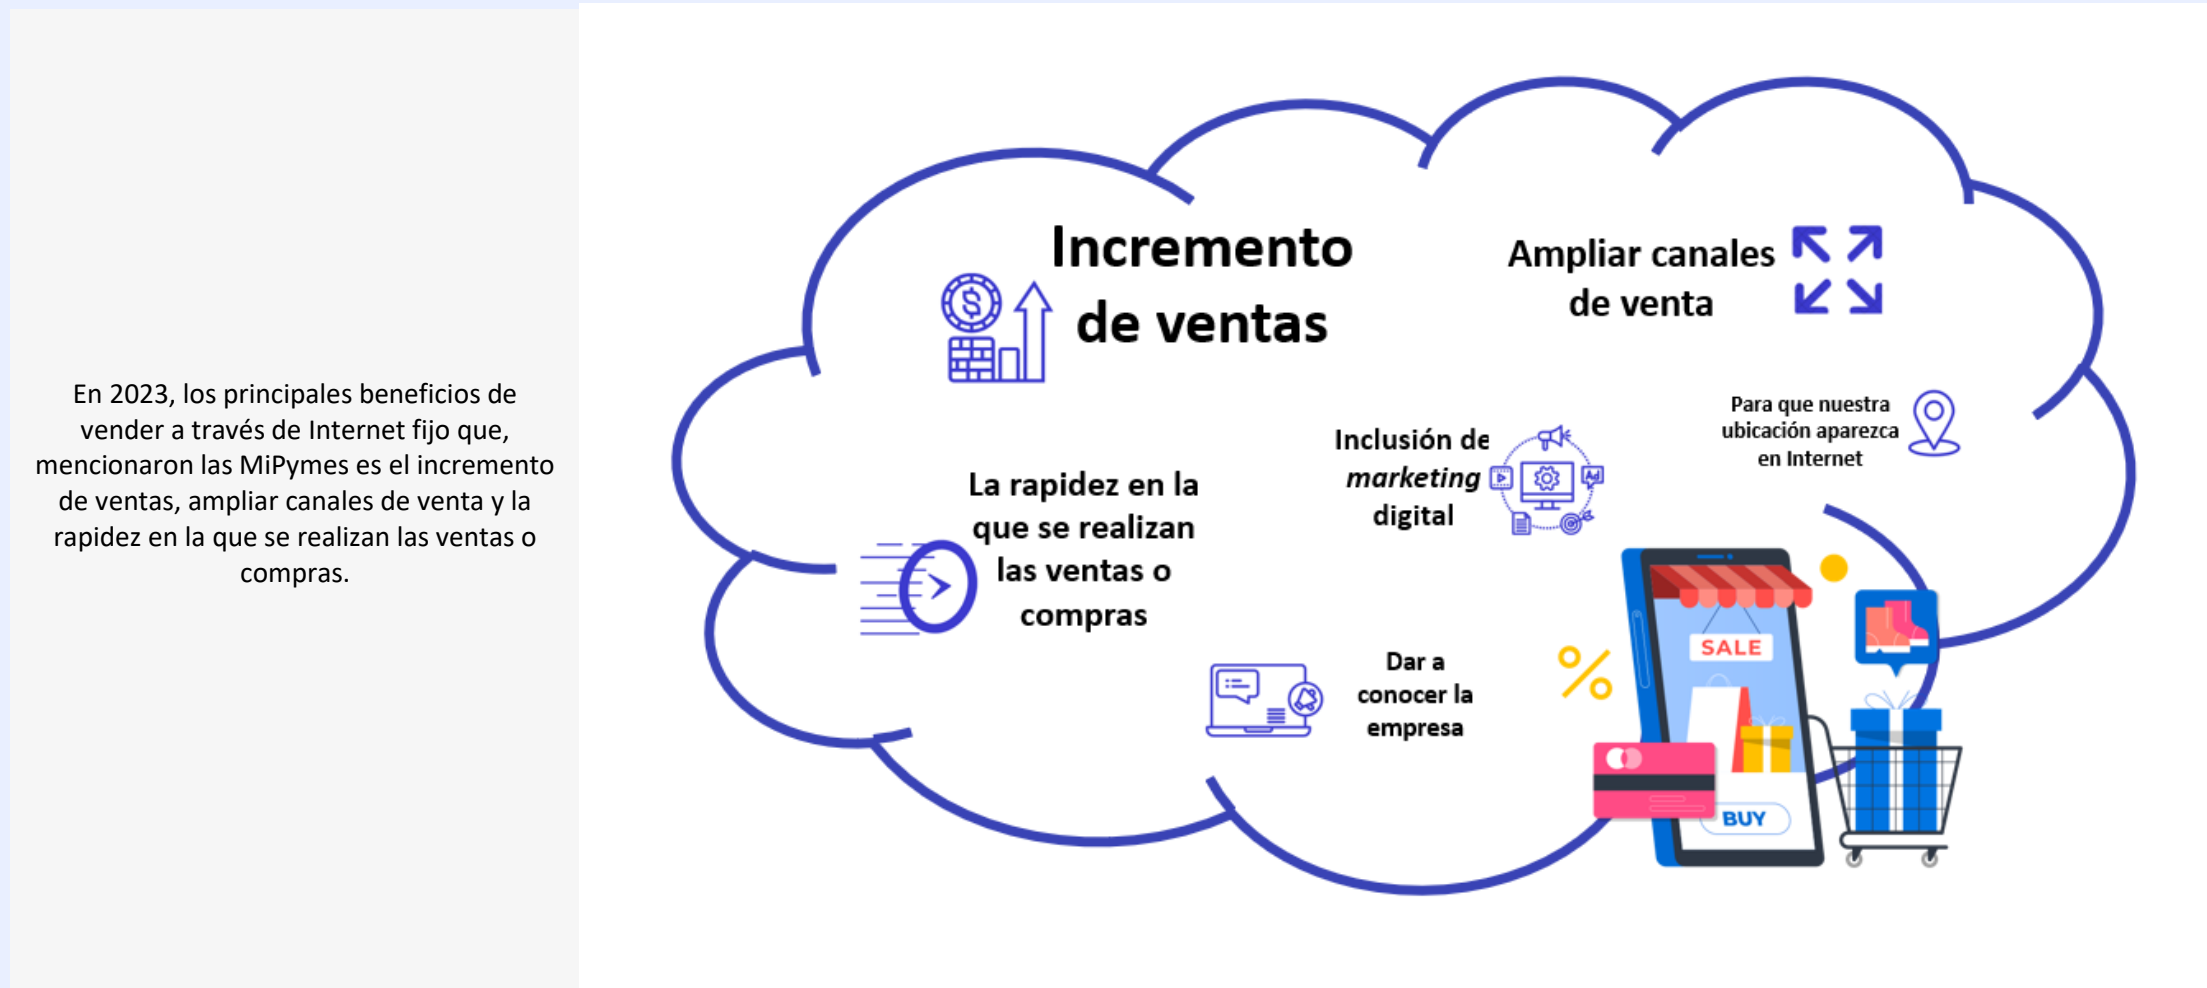 En 2023, los principales beneficios de
vender a través de Internet fijo que,
mencionaron las MiPymes es el incremento
de ventas, ampliar canales de venta y la
rapidez en la que se realizan las ventas o
compras.
Incremento
de ventas
Ampliar canales
de venta
Para que nuestra
ubicación aparezca
en Internet
Inclusión de
marketing
digital
Ad
La rapidez en la
que se realizan
las ventas o
compras
Dar a
conocer la
empresa
SALE
BUY